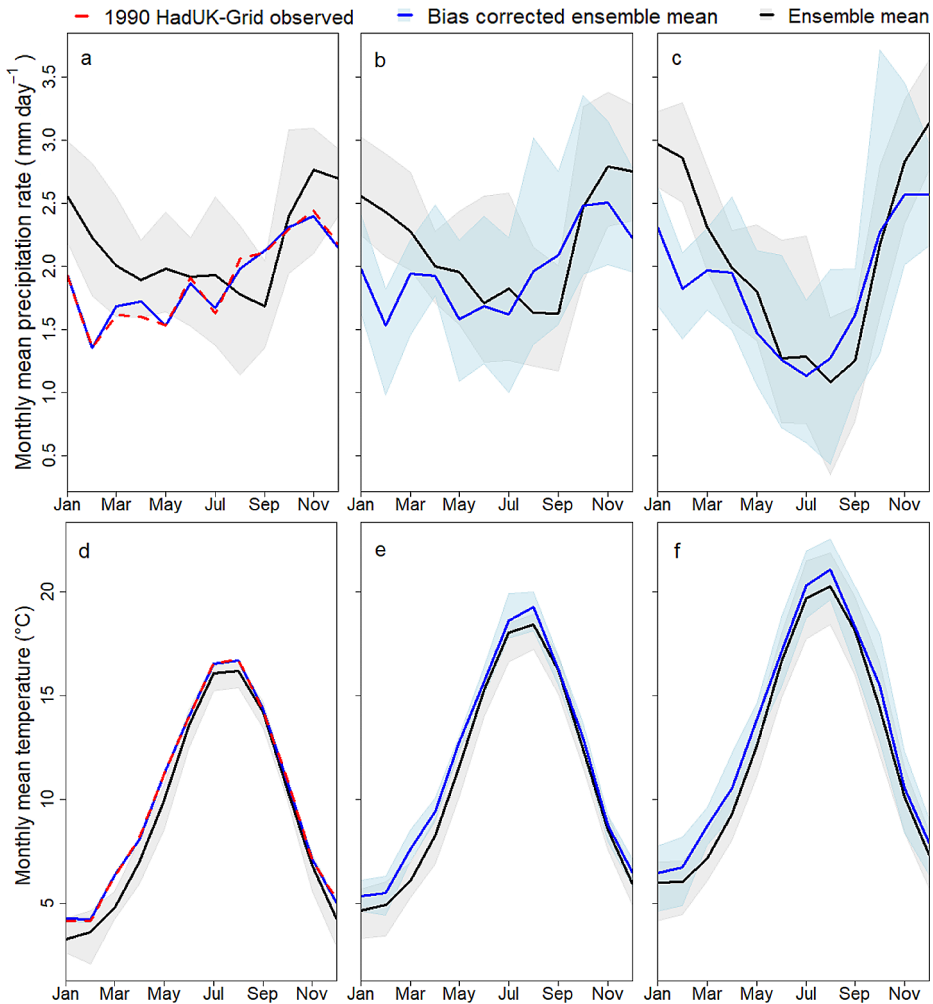 1990 HadUK-Grid observed Bias corrected ensemble mean Ensemble mean
Monthly mean precipitation rate ( mm day⁻¹ )
a b c
3.5
3.0
2.5
2.0
1.5
1.0
0.5
Jan Mar May Jul Sep Nov Jan Mar May Jul Sep Nov Jan Mar May Jul Sep Nov
Monthly mean temperature (°C)
d e f
20
15
10
5
Jan Mar May Jul Sep Nov Jan Mar May Jul Sep Nov Jan Mar May Jul Sep Nov